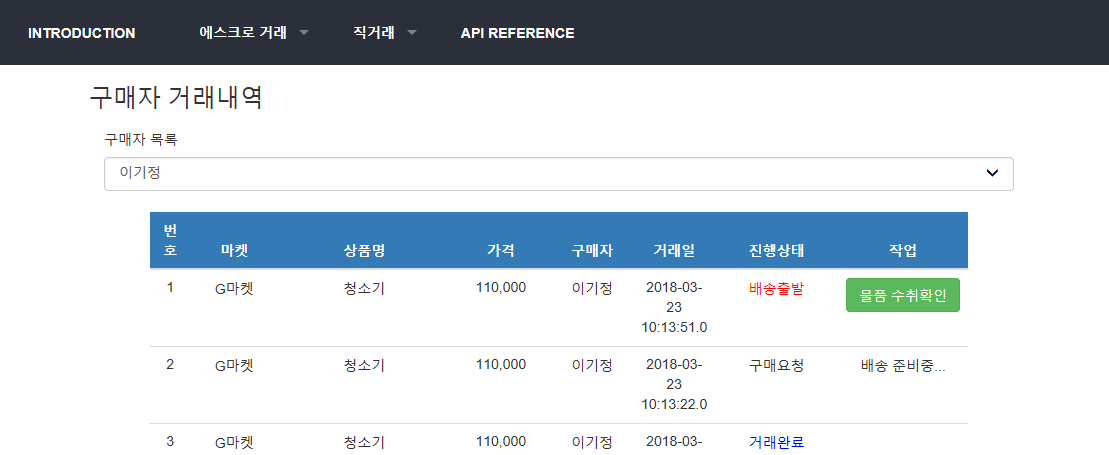 INTRODUCTION 에스크로 거래 직거래 API REFERENCE
구매자 거래내역
구매자 목록
이기정
번호 마켓 상품명 가격 구매자 거래일 진행상태 작업
1 G마켓 청소기 110,000 이기정 2018-03-23 10:13:51.0 배송출발 물품 수취확인
2 G마켓 청소기 110,000 이기정 2018-03-23 10:13:22.0 구매요청 배송 준비중...
3 G마켓 청소기 110,000 이기정 2018-03- 거래완료